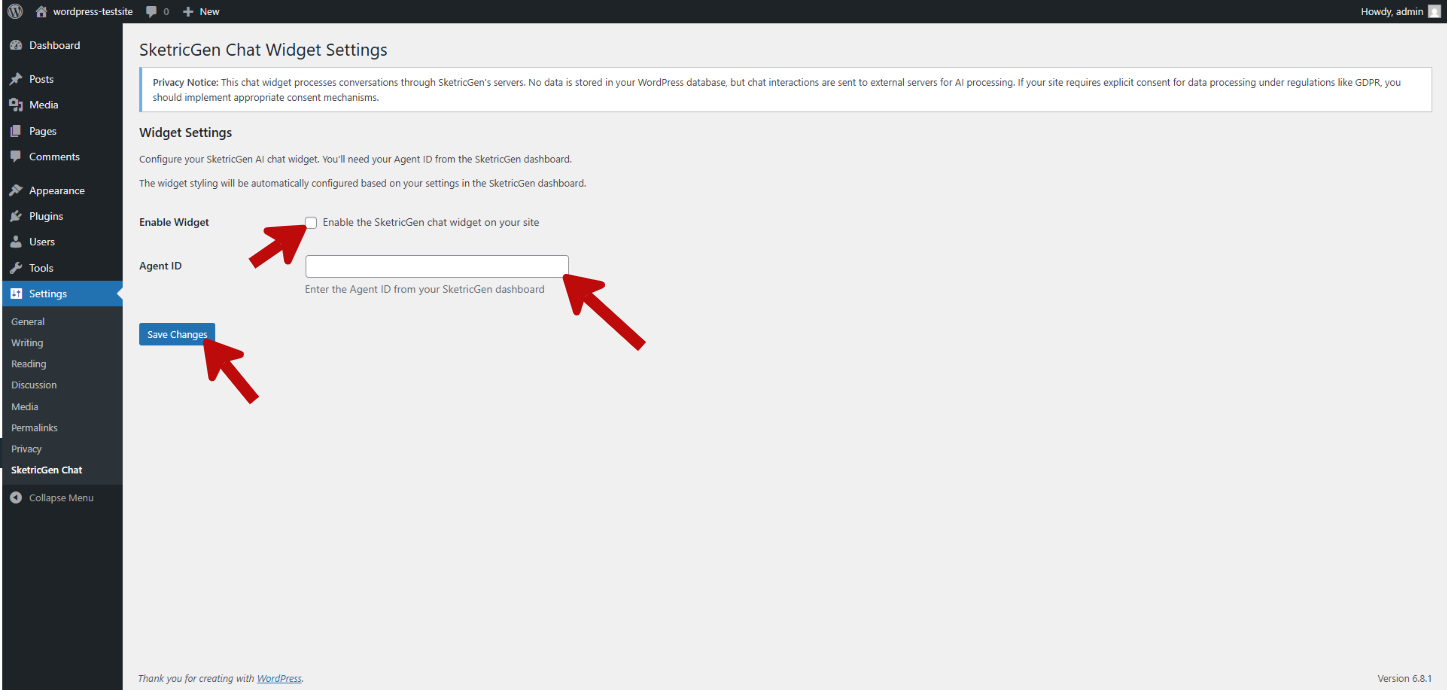 wordpress-testsite 0 New Howdy, admin
Dashboard
Posts
Media
Pages
Comments
Appearance
Plugins
Users
Tools
Settings
General
Writing
Reading
Discussion
Media
Permalinks
Privacy
SketricGen Chat
Collapse Menu
SketricGen Chat Widget Settings
Privacy Notice: This chat widget processes conversations through SketricGen's servers. No data is stored in your WordPress database, but chat interactions are sent to external servers for AI processing. If your site requires explicit consent for data processing under regulations like GDPR, you
should implement appropriate consent mechanisms.
Widget Settings
Configure your SketricGen AI chat widget. You'll need your Agent ID from the SketricGen dashboard.
The widget styling will be automatically configured based on your settings in the SketricGen dashboard.
Enable Widget Enable the SketricGen chat widget on your site
Agent ID
Enter the Agent ID from your SketricGen dashboard
Save Changes
Thank you for creating with WordPress. Version 6.8.1